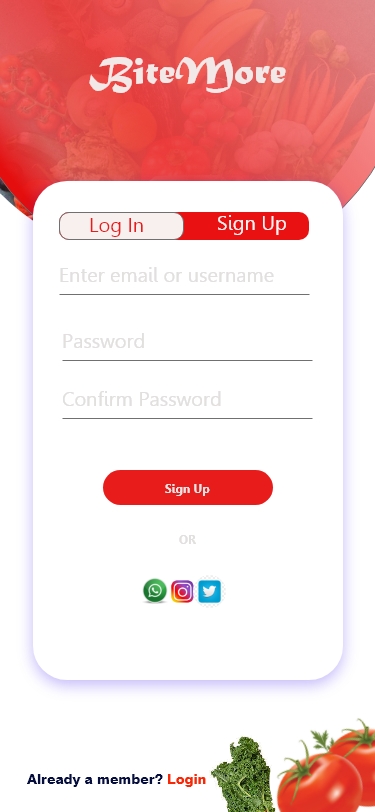 BiteMore
Log In
Sign Up
Enter email or username
Password
Confirm Password
Sign Up
OR
Already a member? Login